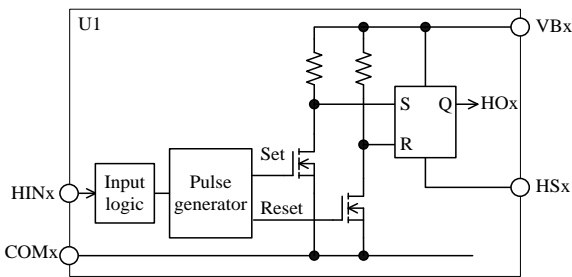 U1
VBx
S
Q
HOx
R
Set
HINx
Input
logic
Pulse
generator
HSx
Reset
COMx